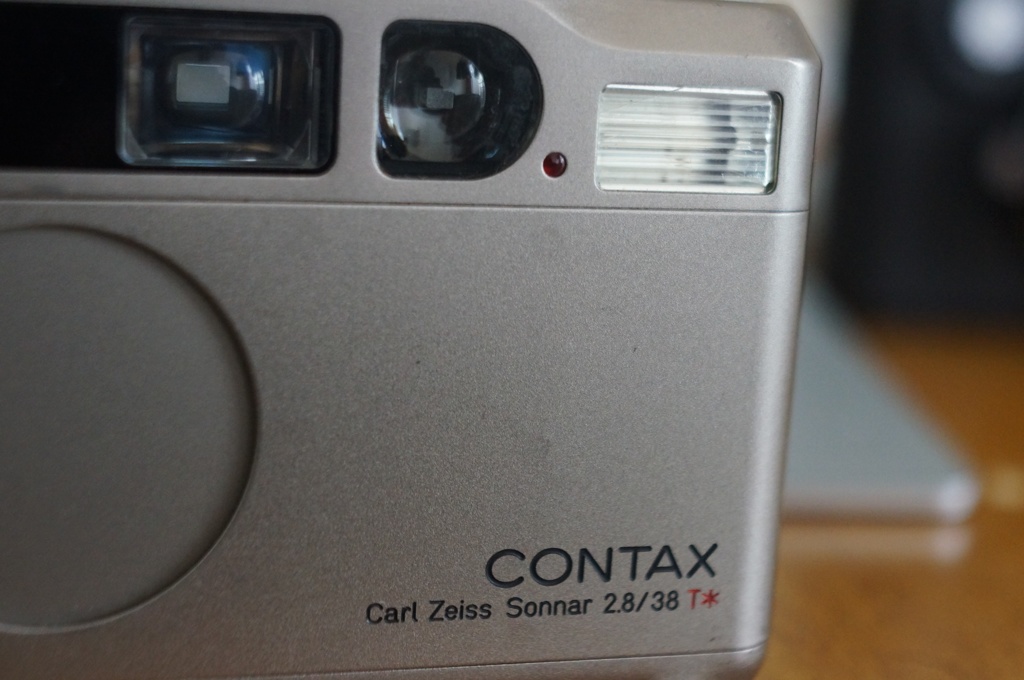 CONTAX
Carl Zeiss Sonnar 2.8/38 T*